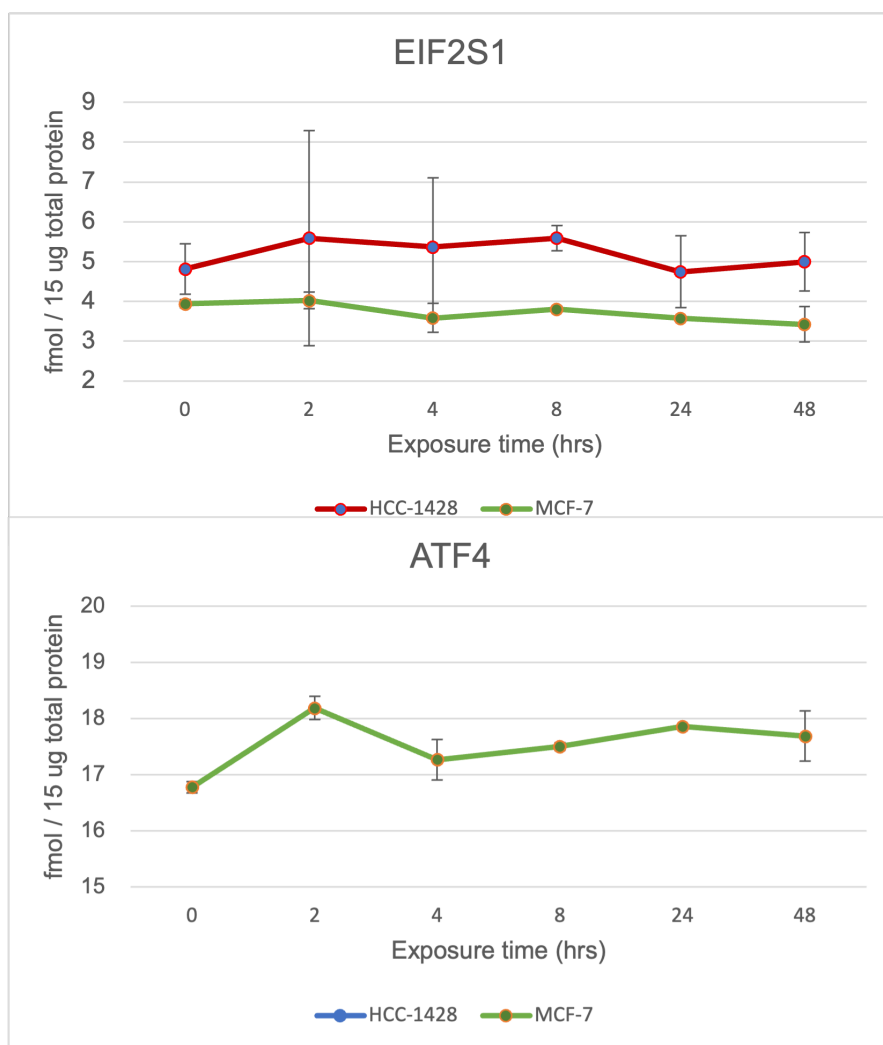 EIF2S1
fmol / 15 ug total protein
9
8
7
6
5
4
3
2
0 2 4 8 24 48
Exposure time (hrs)
HCC-1428 MCF-7
ATF4
fmol / 15 ug total protein
20
19
18
17
16
15
0 2 4 8 24 48
Exposure time (hrs)
HCC-1428 MCF-7